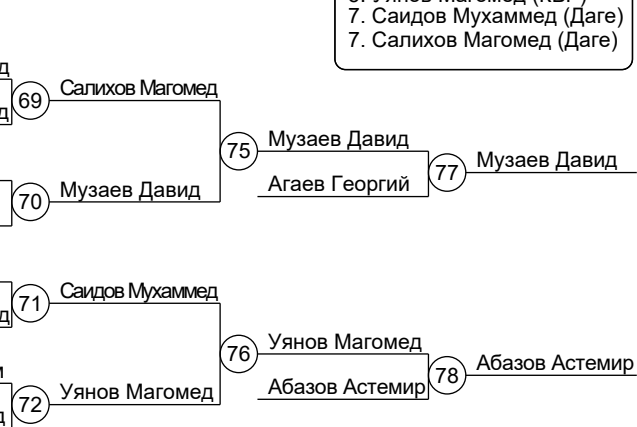 7. Саидов Мухаммед (Даге)
7. Салихов Магомед (Даге)
69
Салихов Магомед
75
Музаев Давид
77
Музаев Давид
Агаев Георгий
70
Музаев Давид
71
Саидов Мухаммед
76
Уянов Магомед
78
Абазов Астемир
Абазов Астемир
72
Уянов Магомед